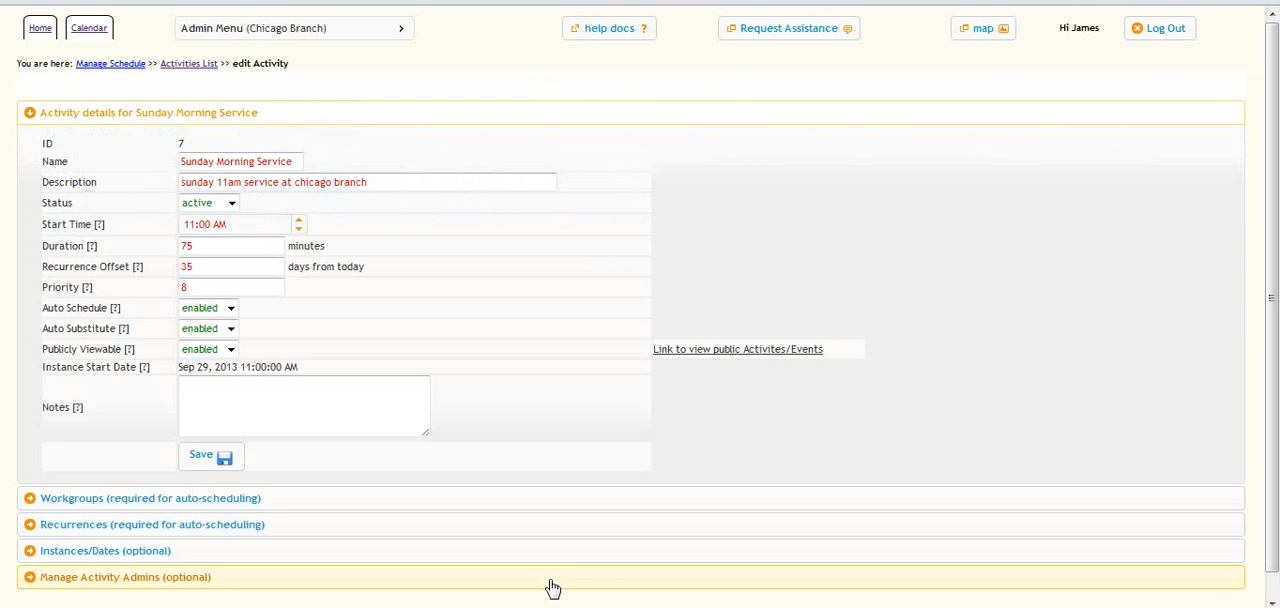 Home Calendar Admin Menu (Chicago Branch) help docs ? Request Assistance map Hi James Log Out
You are here: Manage Schedule >> Activities List >> edit Activity
Activity details for Sunday Morning Service
ID 7
Name Sunday Morning Service
Description sunday 11am service at chicago branch
Status active
Start Time [?] 11:00 AM
Duration [?] 75 minutes
Recurrence Offset [?] 35 days from today
Priority [?] 8
Auto Schedule [?] enabled
Auto Substitute [?] enabled
Publicly Viewable [?] enabled Link to view public Activites/Events
Instance Start Date [?] Sep 29, 2013 11:00:00 AM
Notes [?]
Save
Workgroups (required for auto-scheduling)
Recurrences (required for auto-scheduling)
Instances/Dates (optional)
Manage Activity Admins (optional)